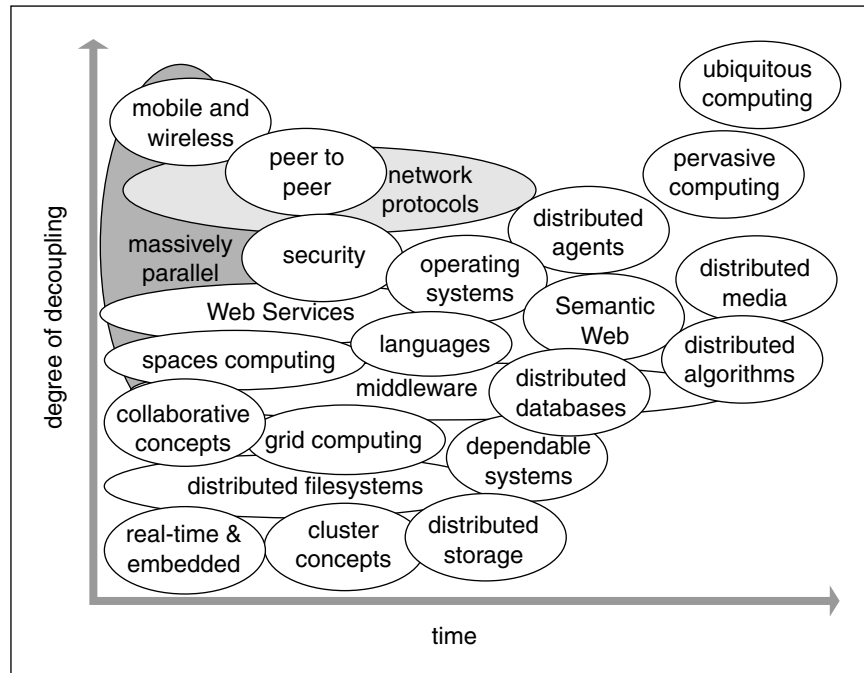 ubiquitous
computing
mobile and
wireless
peer to
peer
network
protocols
pervasive
computing
distributed
agents
massively
parallel
security
operating
systems
distributed
media
Web Services
Semantic
Web
languages
spaces computing
distributed
algorithms
middleware
distributed
databases
collaborative
concepts
grid computing
dependable
systems
distributed filesystems
real-time &
embedded
cluster
concepts
distributed
storage
degree of decoupling
time